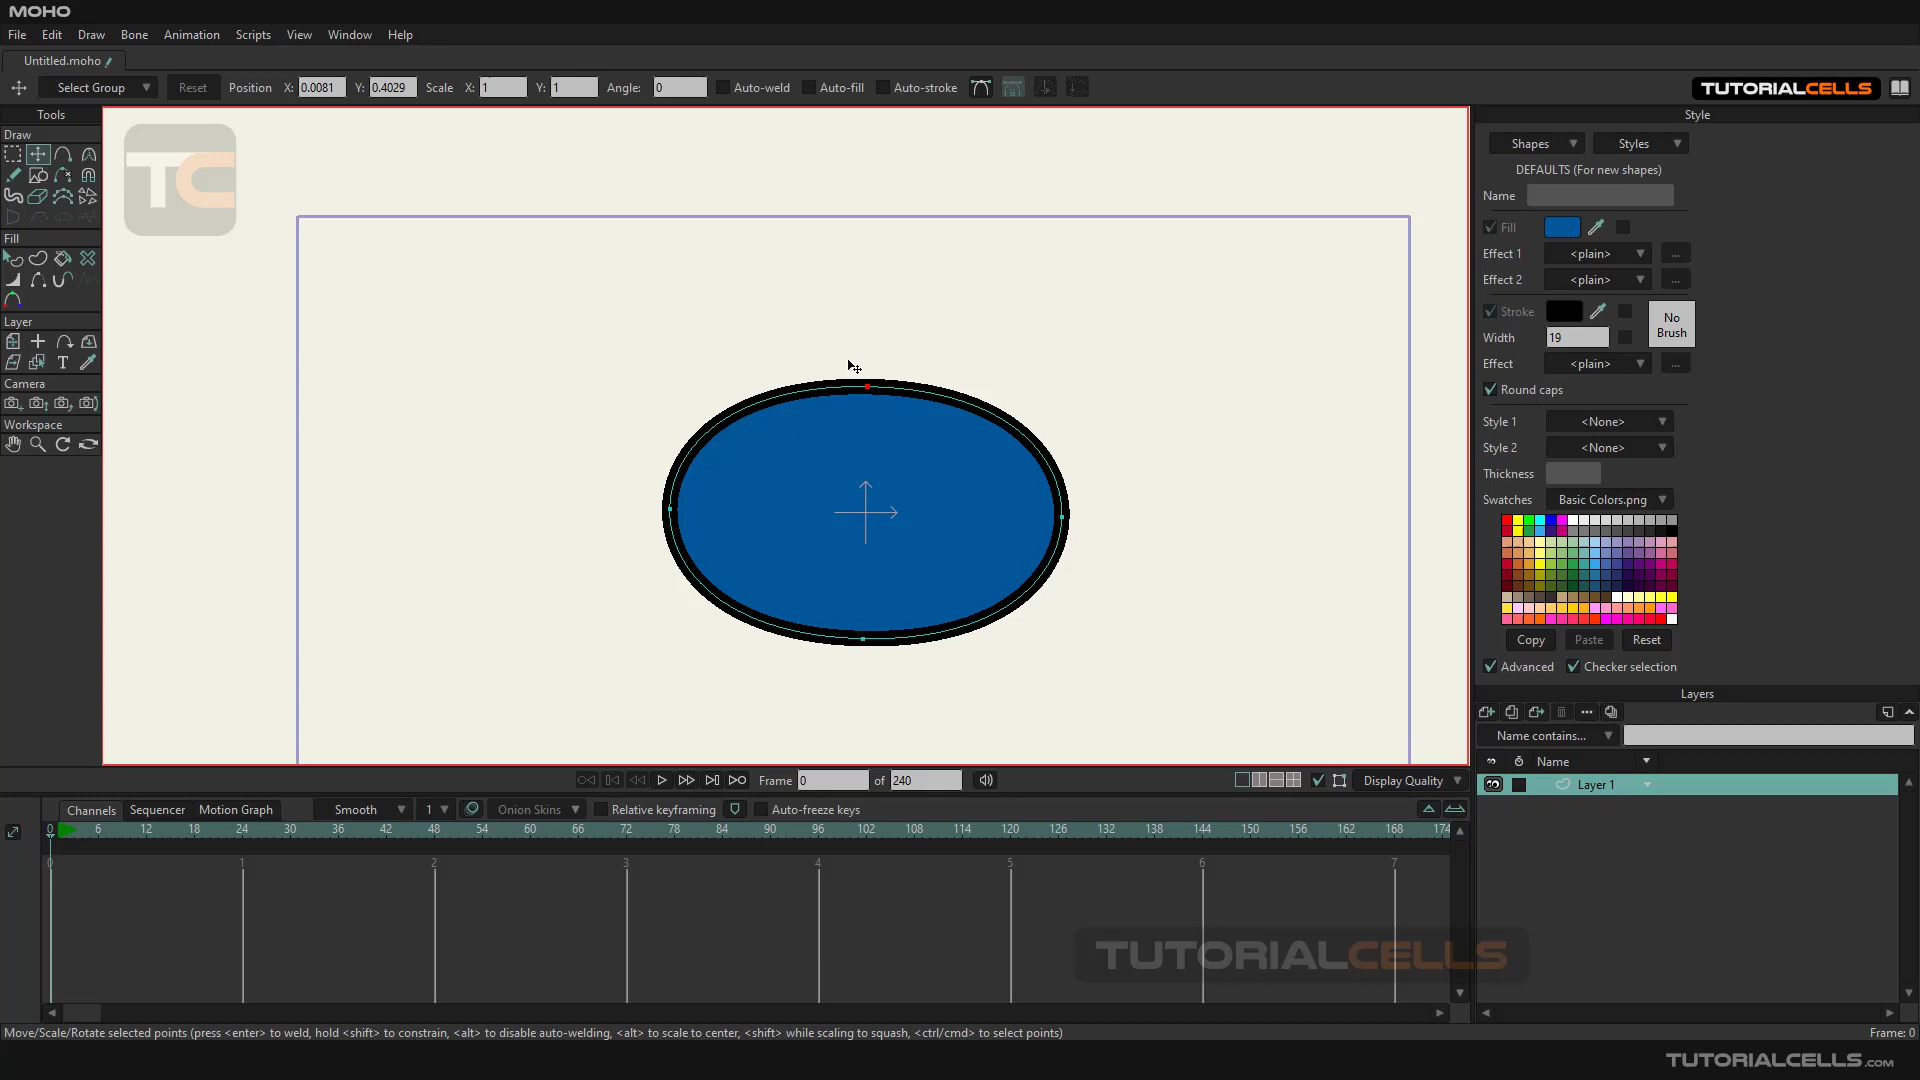 MOHO
File Edit Draw Bone Animation Scripts View Window Help
Untitled.moho
Select Group Reset Position X: 0.0081 Y: 0.4029 Scale X: 1 Y: 1 Angle: 0 Auto-weld Auto-fill Auto-stroke
TUTORIALCELLS
Tools
Draw
Fill
Layer
Camera
Workspace
TC
Style
Shapes Styles
DEFAULTS (For new shapes)
Name
Fill
Effect 1 <plain> ...
Effect 2 <plain> ...
Stroke
No Brush
Width 19
Effect <plain> ...
Round caps
Style 1 <None>
Style 2 <None>
Thickness
Swatches Basic Colors.png
Copy Paste Reset
Advanced Checker selection
Layers
Name contains...
Name
Layer 1
Frame 0 of 240 Display Quality
Channels Sequencer Motion Graph Smooth 1 Onion Skins Relative keyframing Auto-freeze keys
0 6 12 18 24 30 36 42 48 54 60 66 72 78 84 90 96 102 108 114 120 126 132 138 144 150 156 162 168 174
0 1 2 3 4 5 6 7
TUTORIALCELLS
Move/Scale/Rotate selected points (press <enter> to weld, hold <shift> to constrain, <alt> to disable auto-welding, <alt> to scale to center, <shift> while scaling to squash, <ctrl/cmd> to select points)
Frame: 0
TUTORIALCELLS.COM